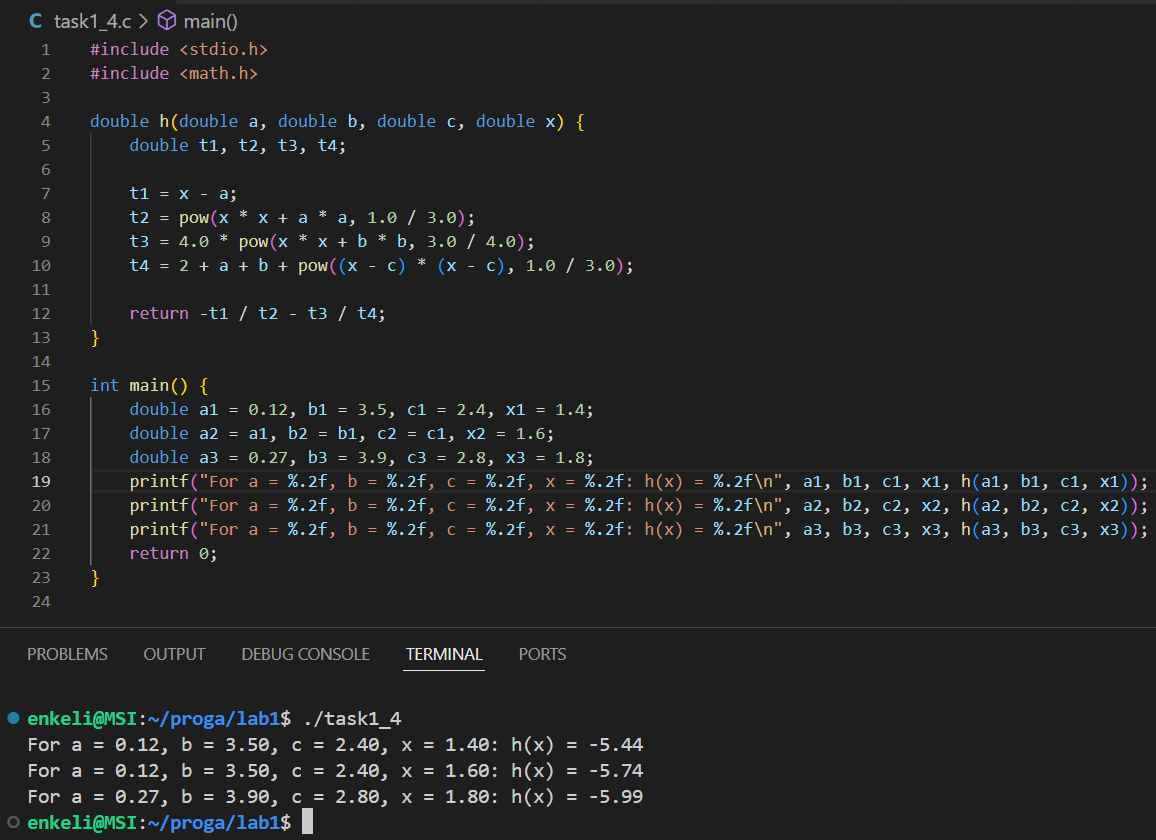 C task1_4.c > main()
1 #include <stdio.h>
2 #include <math.h>
3
4 double h(double a, double b, double c, double x) {
5     double t1, t2, t3, t4;
6
7     t1 = x - a;
8     t2 = pow(x * x + a * a, 1.0 / 3.0);
9     t3 = 4.0 * pow(x * x + b * b, 3.0 / 4.0);
10     t4 = 2 + a + b + pow((x - c) * (x - c), 1.0 / 3.0);
11
12     return -t1 / t2 - t3 / t4;
13 }
14
15 int main() {
16     double a1 = 0.12, b1 = 3.5, c1 = 2.4, x1 = 1.4;
17     double a2 = a1, b2 = b1, c2 = c1, x2 = 1.6;
18     double a3 = 0.27, b3 = 3.9, c3 = 2.8, x3 = 1.8;
19     printf("For a = %.2f, b = %.2f, c = %.2f, x = %.2f: h(x) = %.2f\n", a1, b1, c1, x1, h(a1, b1, c1, x1));
20     printf("For a = %.2f, b = %.2f, c = %.2f, x = %.2f: h(x) = %.2f\n", a2, b2, c2, x2, h(a2, b2, c2, x2));
21     printf("For a = %.2f, b = %.2f, c = %.2f, x = %.2f: h(x) = %.2f\n", a3, b3, c3, x3, h(a3, b3, c3, x3));
22     return 0;
23 }
24
PROBLEMS OUTPUT DEBUG CONSOLE TERMINAL PORTS
enkeli@MSI:~/proga/lab1$ ./task1_4
For a = 0.12, b = 3.50, c = 2.40, x = 1.40: h(x) = -5.44
For a = 0.12, b = 3.50, c = 2.40, x = 1.60: h(x) = -5.74
For a = 0.27, b = 3.90, c = 2.80, x = 1.80: h(x) = -5.99
enkeli@MSI:~/proga/lab1$